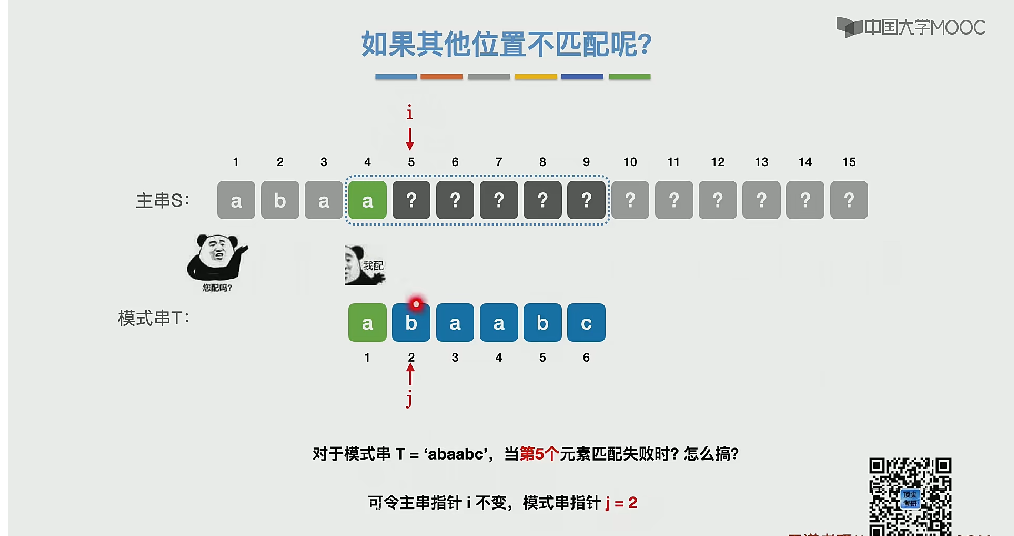 中国大学MOOC
如果其他位置不匹配呢?
i
1 2 3 4 5 6 7 8 9 10 11 12 13 14 15
主串S: a b a a ? ? ? ? ? ? ? ? ? ? ?
您配吗?
我配
模式串T: a b a a b c
1 2 3 4 5 6
j
对于模式串 T = ‘abaabc’，当第5个元素匹配失败时? 怎么搞?
可令主串指针 i 不变，模式串指针 j = 2